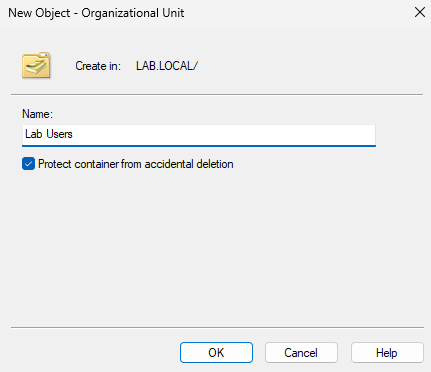 New Object - Organizational Unit
Create in: LAB.LOCAL/
Name:
Lab Users
Protect container from accidental deletion
OK Cancel Help